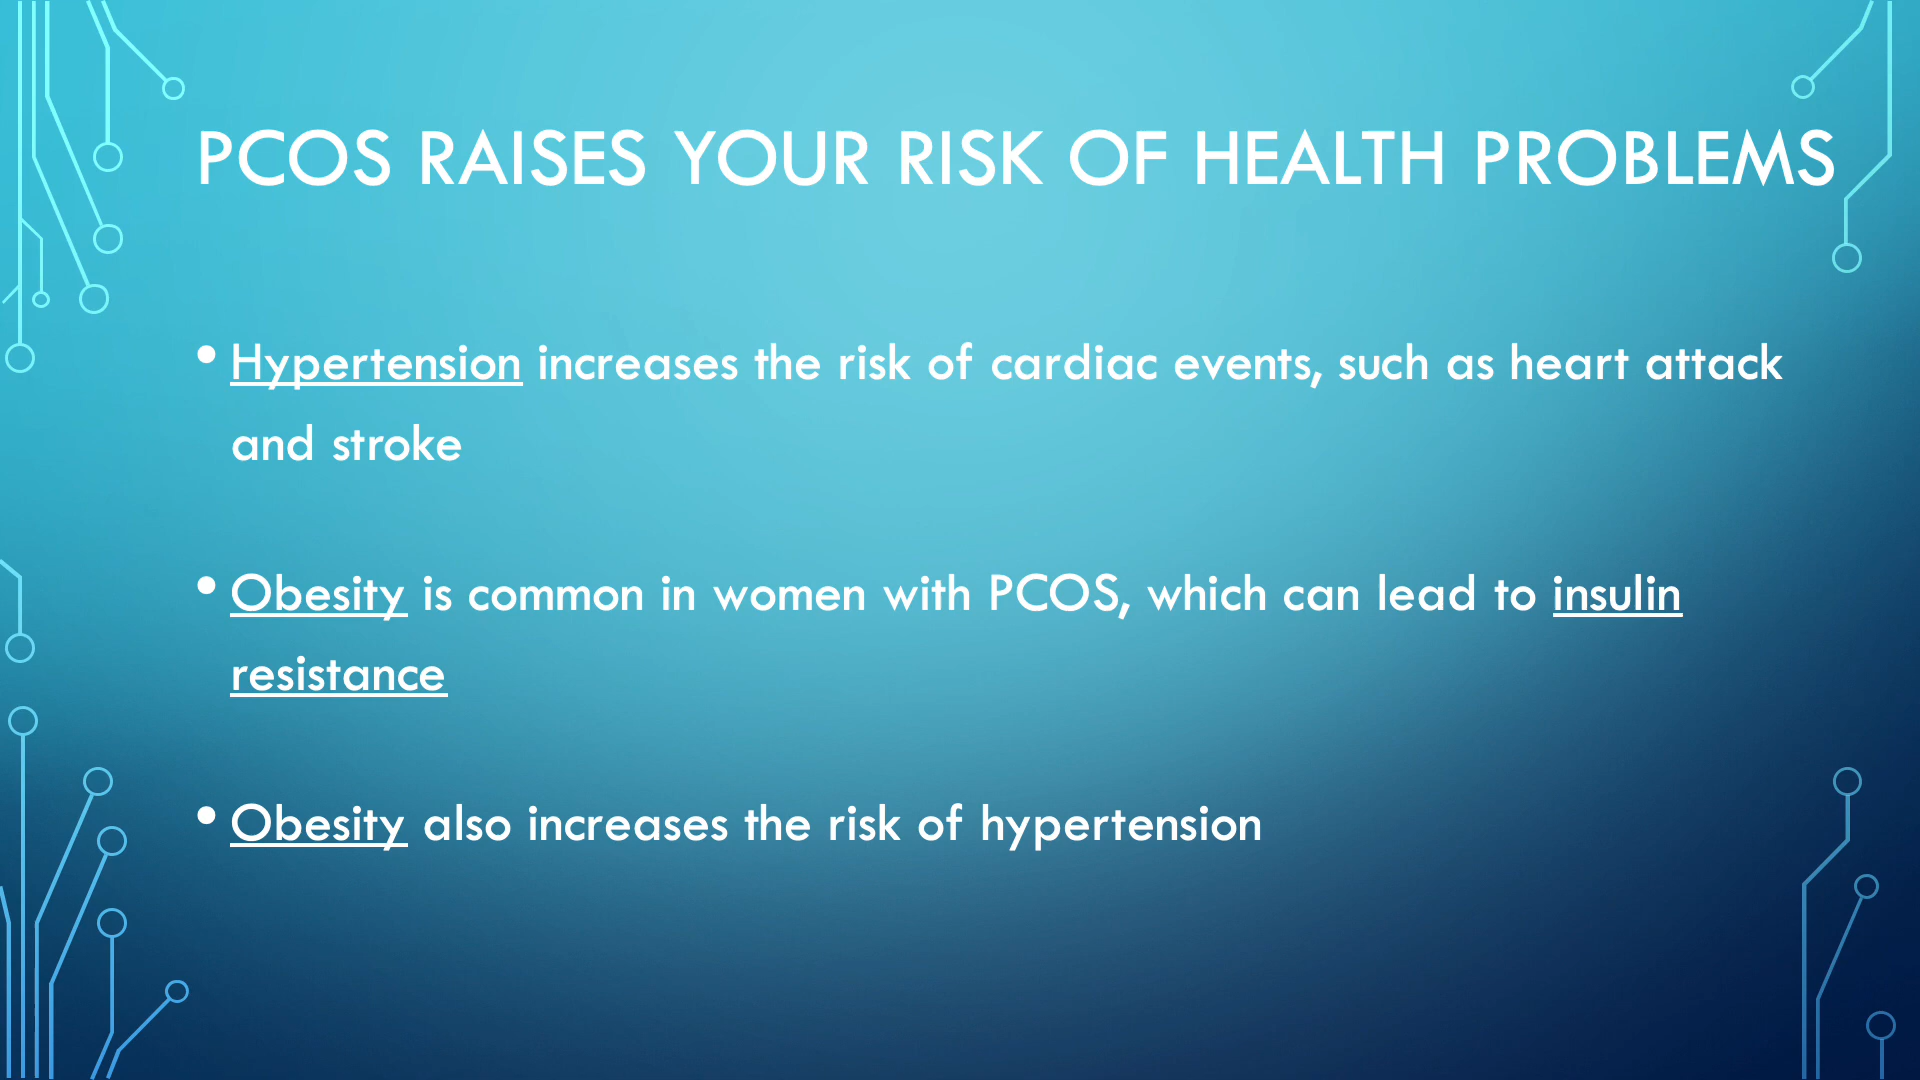 PCOS RAISES YOUR RISK OF HEALTH PROBLEMS
• Hypertension increases the risk of cardiac events, such as heart attack
and stroke
• Obesity is common in women with PCOS, which can lead to insulin
resistance
• Obesity also increases the risk of hypertension